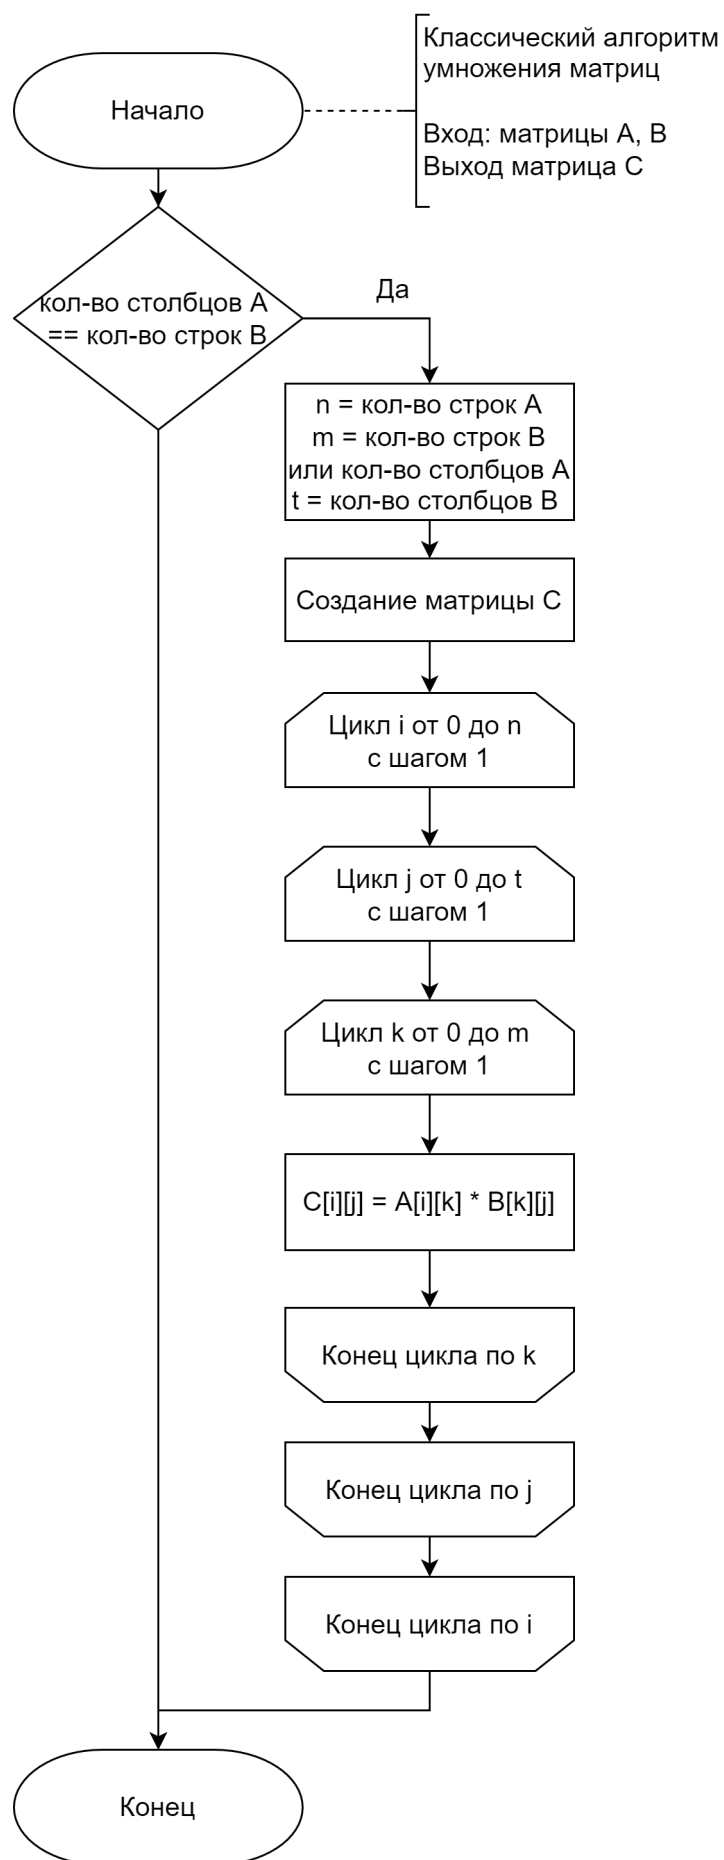 Классический алгоритм
умножения матриц
Вход: матрицы A, B
Выход матрица C
Начало
кол-во столбцов A
== кол-во строк B
Да
n = кол-во строк A
m = кол-во строк B
или кол-во столбцов A
t = кол-во столбцов B
Создание матрицы C
Цикл i от 0 до n
с шагом 1
Цикл j от 0 до t
с шагом 1
Цикл k от 0 до m
с шагом 1
C[i][j] = A[i][k] * B[k][j]
Конец цикла по k
Конец цикла по j
Конец цикла по i
Конец